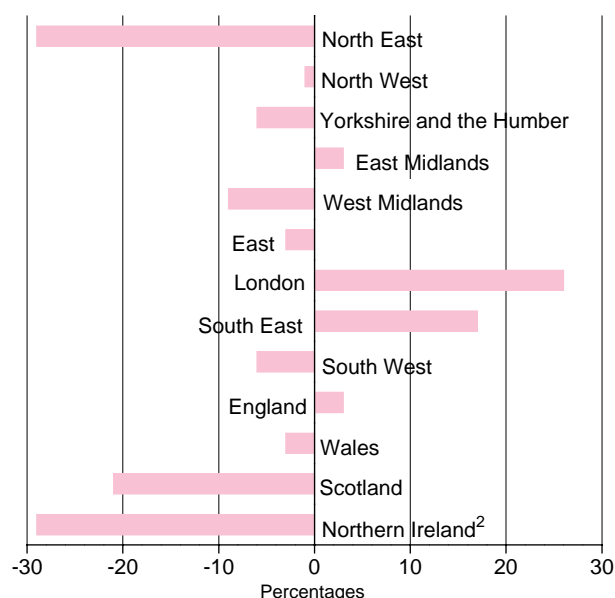 North East
North West
Yorkshire and the Humber
East Midlands
West Midlands
East
London
South East
South West
England
Wales
Scotland
Northern Ireland²
-30 -20 -10 0 10 20 30
Percentages